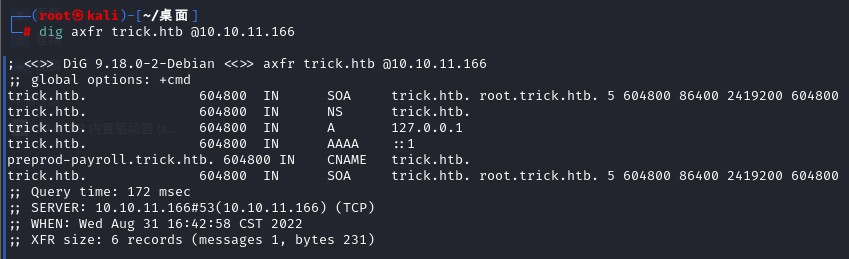 ┌──(root㉿kali)-[~/桌面]
└─# dig axfr trick.htb @10.10.11.166
; <<>> DiG 9.18.0-2-Debian <<>> axfr trick.htb @10.10.11.166
;; global options: +cmd
trick.htb. 604800 IN SOA trick.htb. root.trick.htb. 5 604800 86400 2419200 604800
trick.htb. 604800 IN NS trick.htb.
trick.htb. 604800 IN A 127.0.0.1
trick.htb. 604800 IN AAAA ::1
preprod-payroll.trick.htb. 604800 IN CNAME trick.htb.
trick.htb. 604800 IN SOA trick.htb. root.trick.htb. 5 604800 86400 2419200 604800
;; Query time: 172 msec
;; SERVER: 10.10.11.166#53(10.10.11.166) (TCP)
;; WHEN: Wed Aug 31 16:42:58 CST 2022
;; XFR size: 6 records (messages 1, bytes 231)